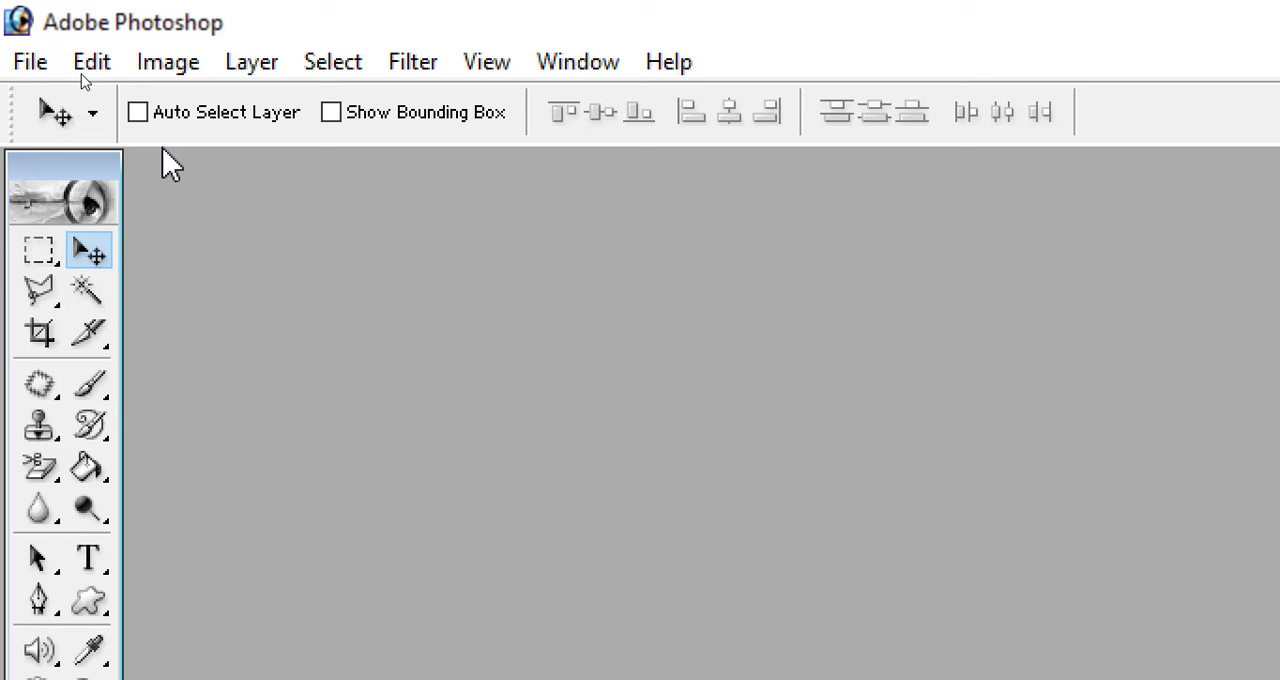 Adobe Photoshop
File Edit Image Layer Select Filter View Window Help
Auto Select Layer Show Bounding Box
T